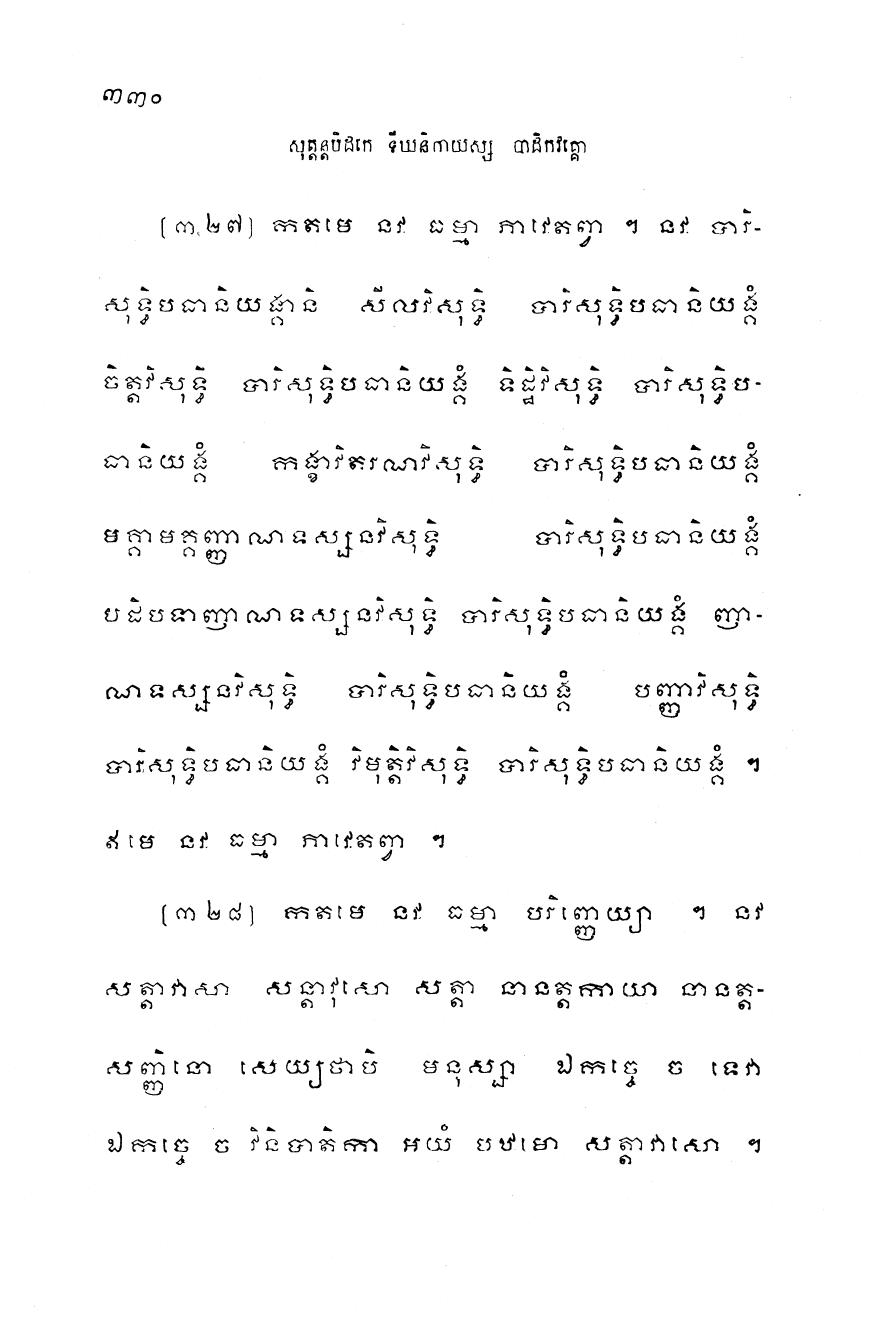 ៣៣០
សុត្តន្តបិដកេ ទីឃនិកាយស្ស បាដិកវគ្គោ
[៣,២៧] កតមេ នវ ធម្មា ភាវេតព្វា ។ នវ បារិ-
សុទ្ធិបធានិយង្គានិ សីលវិសុទ្ធិ បារិសុទ្ធិបធានិយង្គំ
ចិត្តវិសុទ្ធិ បារិសុទ្ធិបធានិយង្គំ ទិដ្ឋិវិសុទ្ធិ បារិសុទ្ធិប-
ធានិយង្គំ កង្ខាវិតរណវិសុទ្ធិ បារិសុទ្ធិបធានិយង្គំ
មគ្គាមគ្គញ្ញាណទស្សនវិសុទ្ធិ បារិសុទ្ធិបធានិយង្គំ
បដិបទាញាណទស្សនវិសុទ្ធិ បារិសុទ្ធិបធានិយង្គំ ញា-
ណទស្សនវិសុទ្ធិ បារិសុទ្ធិបធានិយង្គំ បញ្ញាវិសុទ្ធិ
បារិសុទ្ធិបធានិយង្គំ វិមុត្តិវិសុទ្ធិ បារិសុទ្ធិបធានិយង្គំ ។
ឥមេ នវ ធម្មា ភាវេតព្វា ។
[៣២៨] កតមេ នវ ធម្មា បរិញ្ញេយ្យា ។ នវ
សត្តាវាសា សន្តាវុសោ សត្តា នានត្តកាយា នានត្ត-
សញ្ញិនោ សេយ្យថាបិ មនុស្សា ឯកច្ចេ ច ទេវា
ឯកច្ចេ ច វិនិបាតិកា អយំ បឋមោ សត្តាវាសោ ។